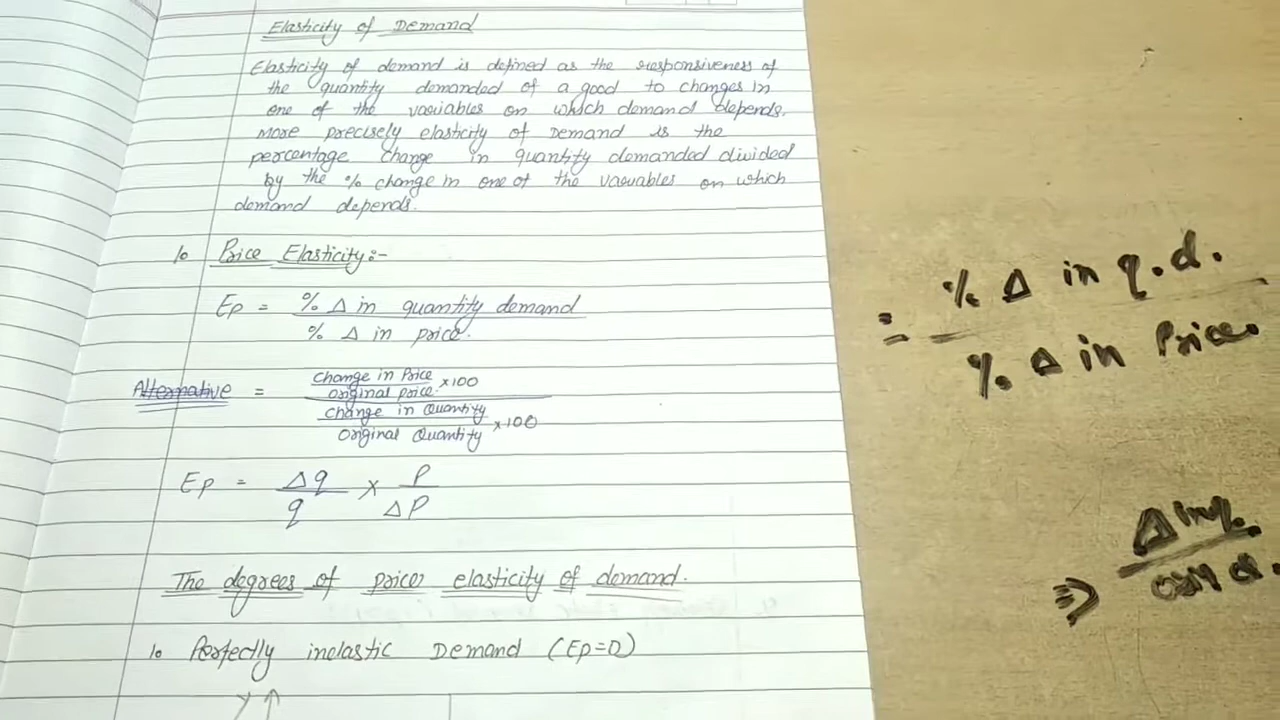 Elasticity of Demand
Elasticity of demand is defined as the responsiveness of
the quantity demanded of a good to changes in
one of the variables on which demand depends.
More precisely elasticity of Demand is the
percentage change in quantity demanded divided
by the % change in one of the variables on which
demand depends.
1. Price Elasticity:-
Ep = % Δ in quantity demand
% Δ in price.
Alternative = change in Price
original price × 100
change in Quantity
original Quantity × 100
Ep = Δq / q × P / ΔP
The degrees of price elasticity of demand.
1. Perfectly inelastic Demand (Ep=0)
Y
= % Δ in q.d.
% Δ in Price.
⇒ Δ in q.